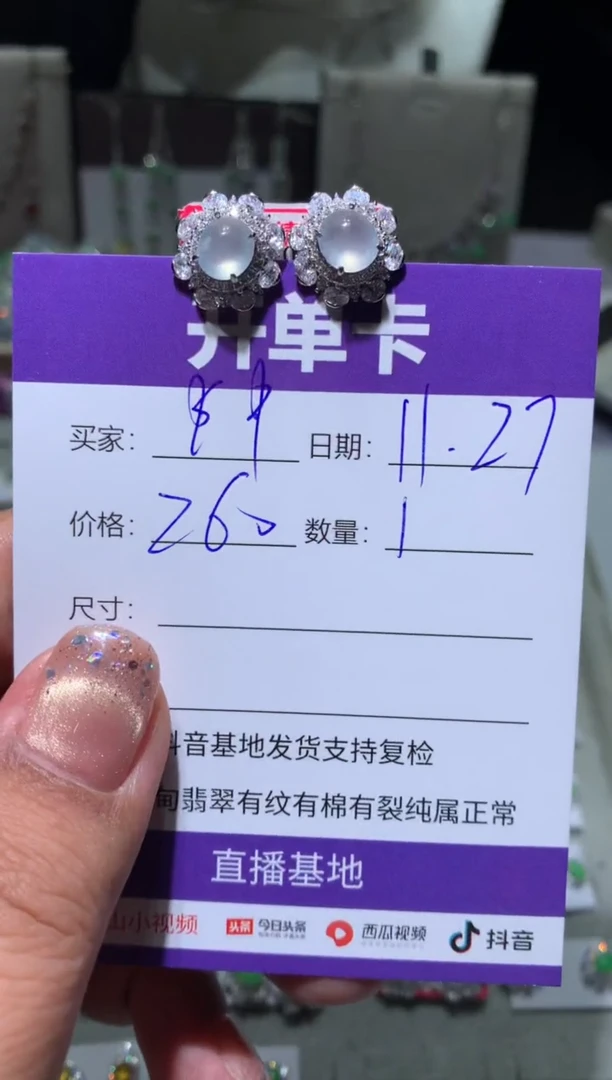 开单卡
买家： 日期：11.27
价格：260 数量：1
尺寸：
抖音基地发货支持复检
甸翡翠有纹有棉有裂纯属正常
直播基地
山小视频 头条 今日头条 西瓜视频 抖音